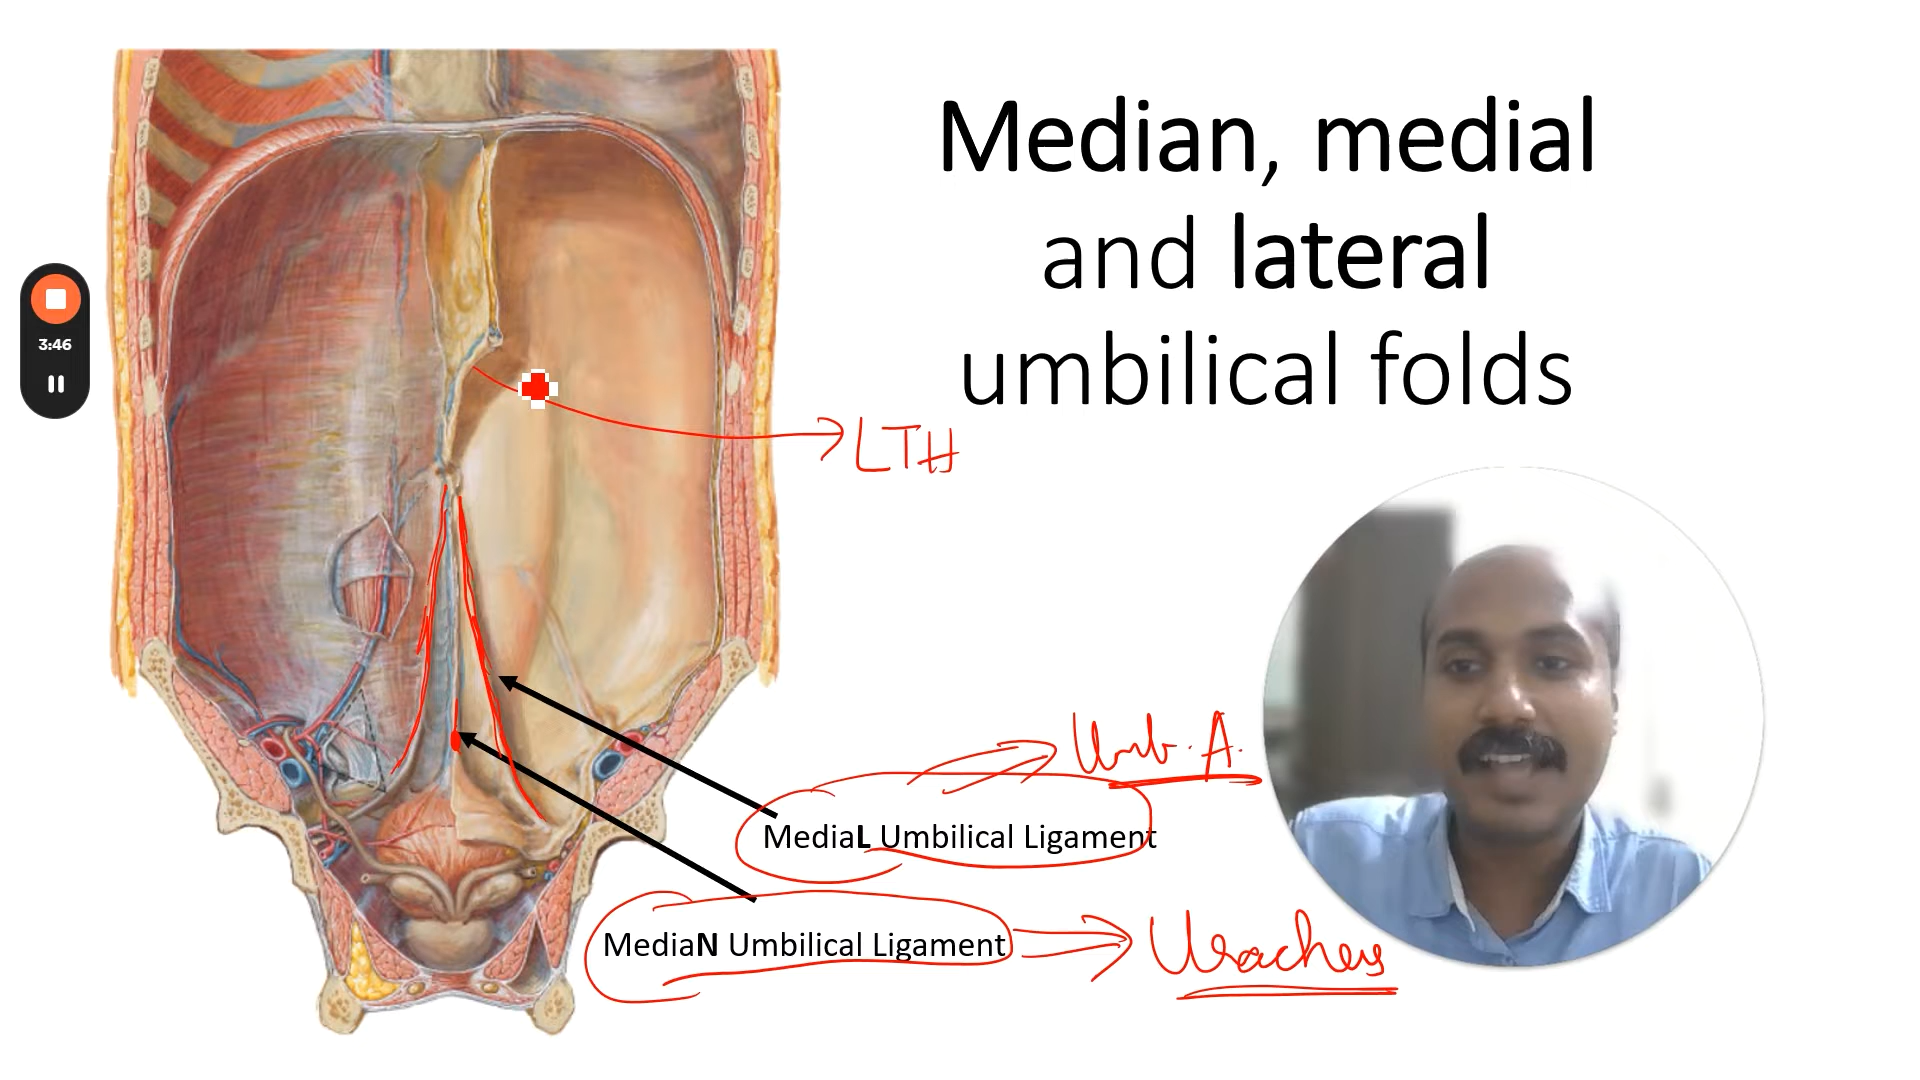 Median, medial
and lateral
umbilical folds
3:46
LTH
Umb. A.
MediaL Umbilical Ligament
MediaN Umbilical Ligament
Urachus